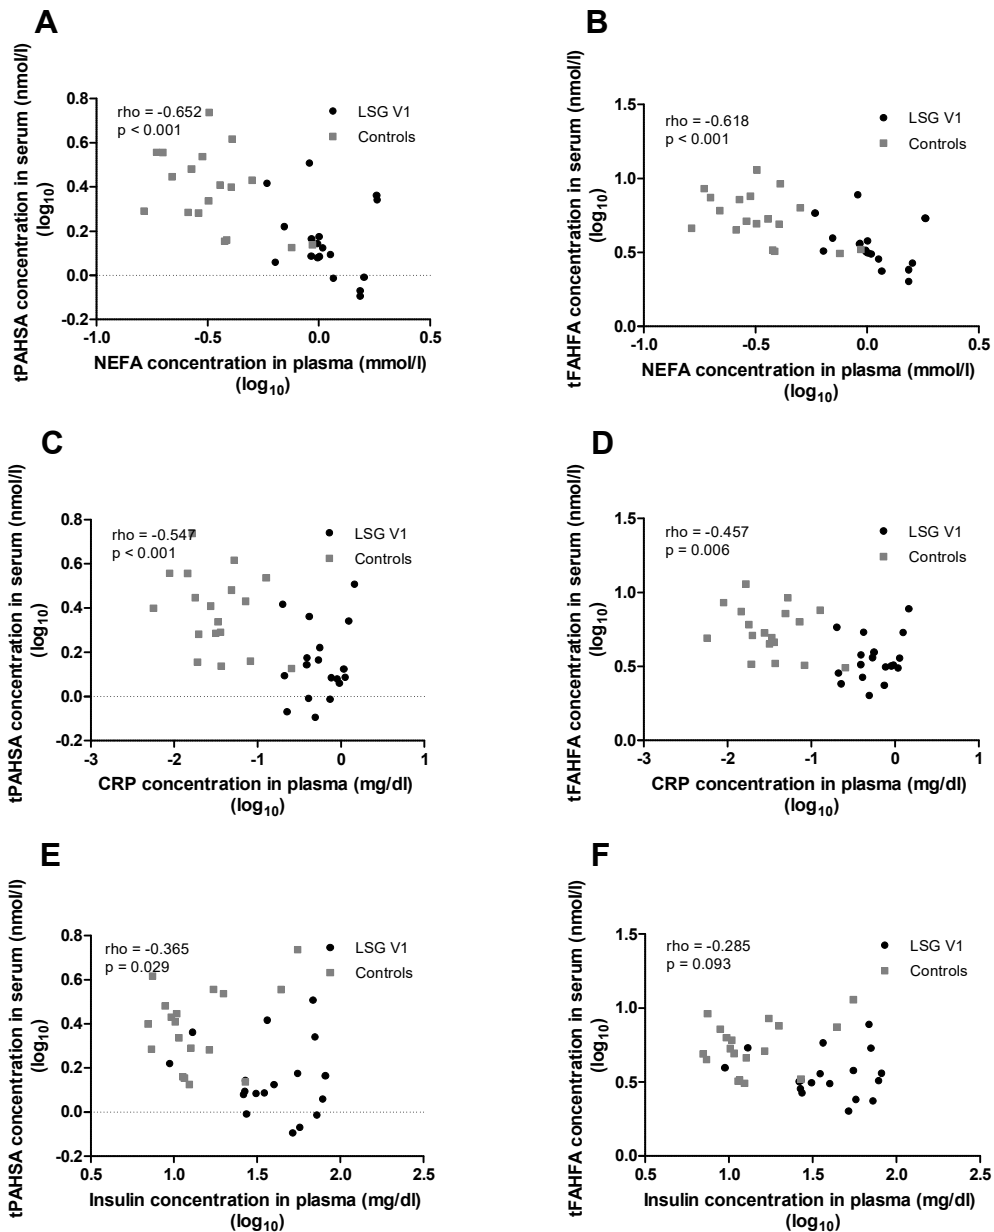 A
tPAHSA concentration in serum (nmol/l)
(log10)
rho = -0.652
p < 0.001
LSG V1
Controls
0.8
0.6
0.4
0.2
0.0
-0.2
-1.0
-0.5
0.0
0.5
NEFA concentration in plasma (mmol/l)
(log10)
B
tFAHFA concentration in serum (nmol/l)
(log10)
rho = -0.618
p < 0.001
LSG V1
Controls
1.5
1.0
0.5
0.0
-1.0
-0.5
0.0
0.5
NEFA concentration in plasma (mmol/l)
(log10)
C
tPAHSA concentration in serum (nmol/l)
(log10)
rho = -0.547
p < 0.001
LSG V1
Controls
0.8
0.6
0.4
0.2
0.0
-0.2
-3
-2
-1
0
1
CRP concentration in plasma (mg/dl)
(log10)
D
tFAHFA concentration in serum (nmol/l)
(log10)
rho = -0.457
p = 0.006
LSG V1
Controls
1.5
1.0
0.5
0.0
-3
-2
-1
0
1
CRP concentration in plasma (mg/dl)
(log10)
E
tPAHSA concentration in serum (nmol/l)
(log10)
rho = -0.365
p = 0.029
LSG V1
Controls
0.8
0.6
0.4
0.2
0.0
-0.2
0.5
1.0
1.5
2.0
2.5
Insulin concentration in plasma (mg/dl)
(log10)
F
tFAHFA concentration in serum (nmol/l)
(log10)
rho = -0.285
p = 0.093
LSG V1
Controls
1.5
1.0
0.5
0.0
0.5
1.0
1.5
2.0
2.5
Insulin concentration in plasma (mg/dl)
(log10)